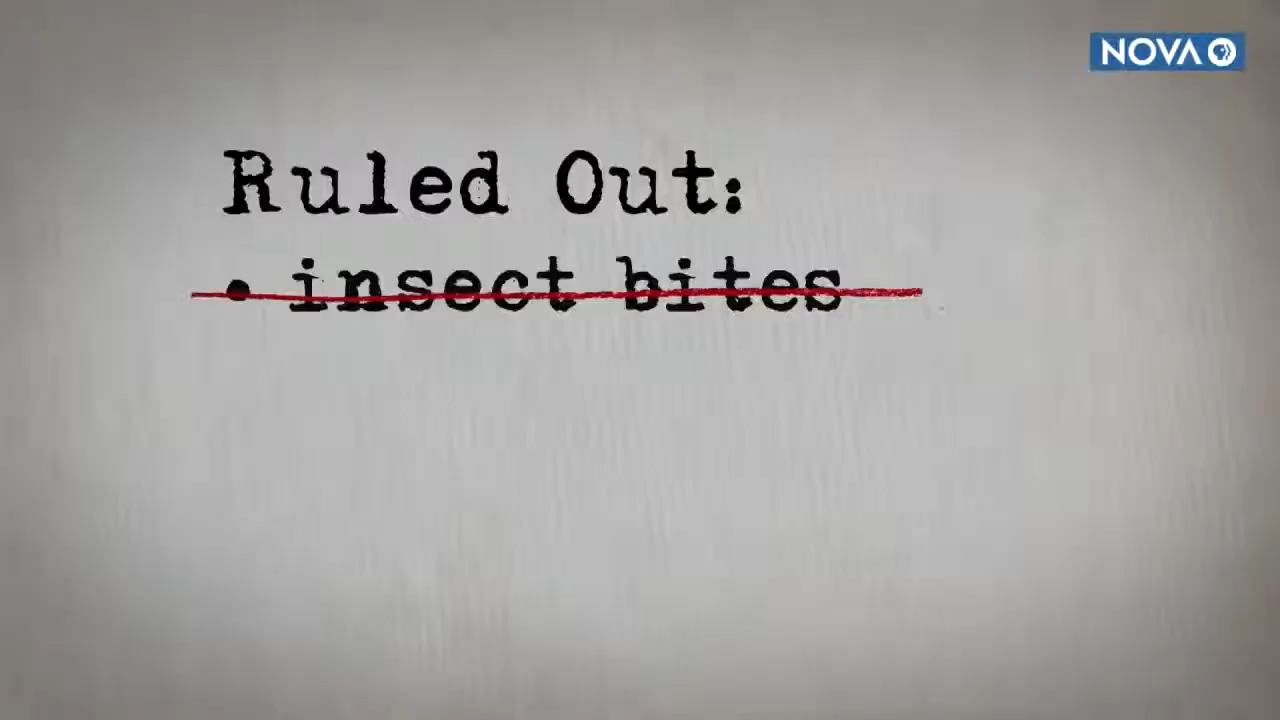 NOVA
Ruled Out:
• insect bites